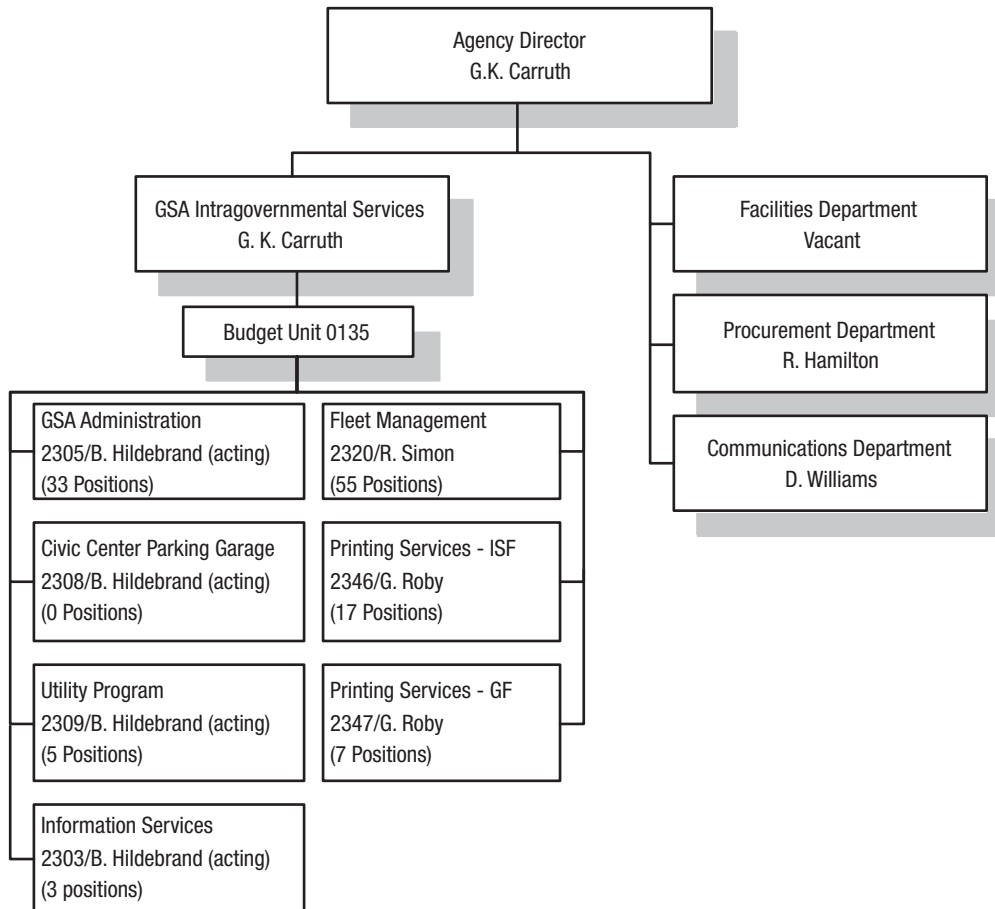 Agency Director
G.K. Carruth
GSA Intragovernmental Services
G. K. Carruth
Budget Unit 0135
GSA Administration
2305/B. Hildebrand (acting)
(33 Positions)
Civic Center Parking Garage
2308/B. Hildebrand (acting)
(0 Positions)
Utility Program
2309/B. Hildebrand (acting)
(5 Positions)
Information Services
2303/B. Hildebrand (acting)
(3 positions)
Fleet Management
2320/R. Simon
(55 Positions)
Printing Services - ISF
2346/G. Roby
(17 Positions)
Printing Services - GF
2347/G. Roby
(7 Positions)
Facilities Department
Vacant
Procurement Department
R. Hamilton
Communications Department
D. Williams